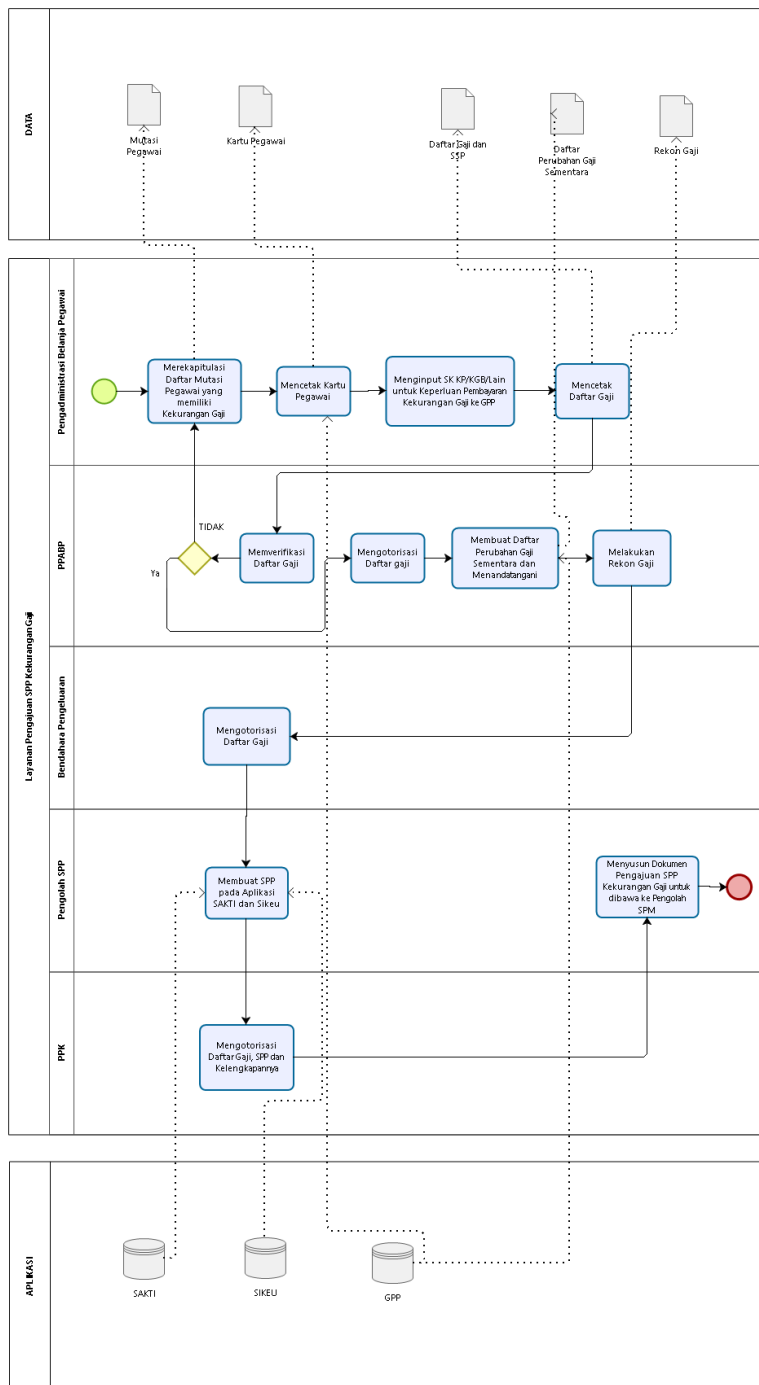 DATA
Mutasi
Pegawai
Kartu Pegawai
Daftar Gaji dan
SSP
Daftar
Perubahan Gaji
Sementara
Rekon Gaji
Layanan Pengajuan SPP Kekurangan Gaji
Pengadministrasi Belanja Pegawai
Merekapitulasi
Daftar Mutasi
Pegawai yang
memiliki
Kekurangan Gaji
Mencetak Kartu
Pegawai
Menginput SK KP/KGB/Lain
untuk Keperluan Pembayaran
Kekurangan Gaji ke GPP
Mencetak
Daftar Gaji
PPABP
TIDAK
Ya
Memverifikasi
Daftar Gaji
Mengotorisasi
Daftar gaji
Membuat Daftar
Perubahan Gaji
Sementara dan
Menandatangani
Melakukan
Rekon Gaji
Bendahara Pengeluaran
Mengotorisasi
Daftar Gaji
Pengolah SPP
Membuat SPP
pada Aplikasi
SAKTI dan Sikeu
Menyusun Dokumen
Pengajuan SPP
Kekurangan Gaji untuk
dibawa ke Pengolah
SPM
PPK
Mengotorisasi
Daftar Gaji, SPP dan
Kelengkapannya
APLIKASI
SAKTI
SIKEU
GPP